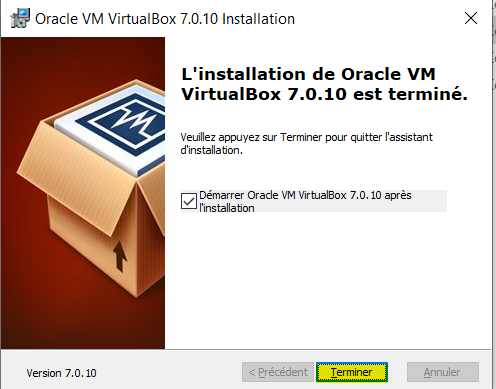 Oracle VM VirtualBox 7.0.10 Installation
L'installation de Oracle VM
VirtualBox 7.0.10 est terminé.
Veuillez appuyez sur Terminer pour quitter l'assistant
d'installation.
Démarrer Oracle VM VirtualBox 7.0.10 après
l'installation
Version 7.0.10
< Précédent
Terminer
Annuler